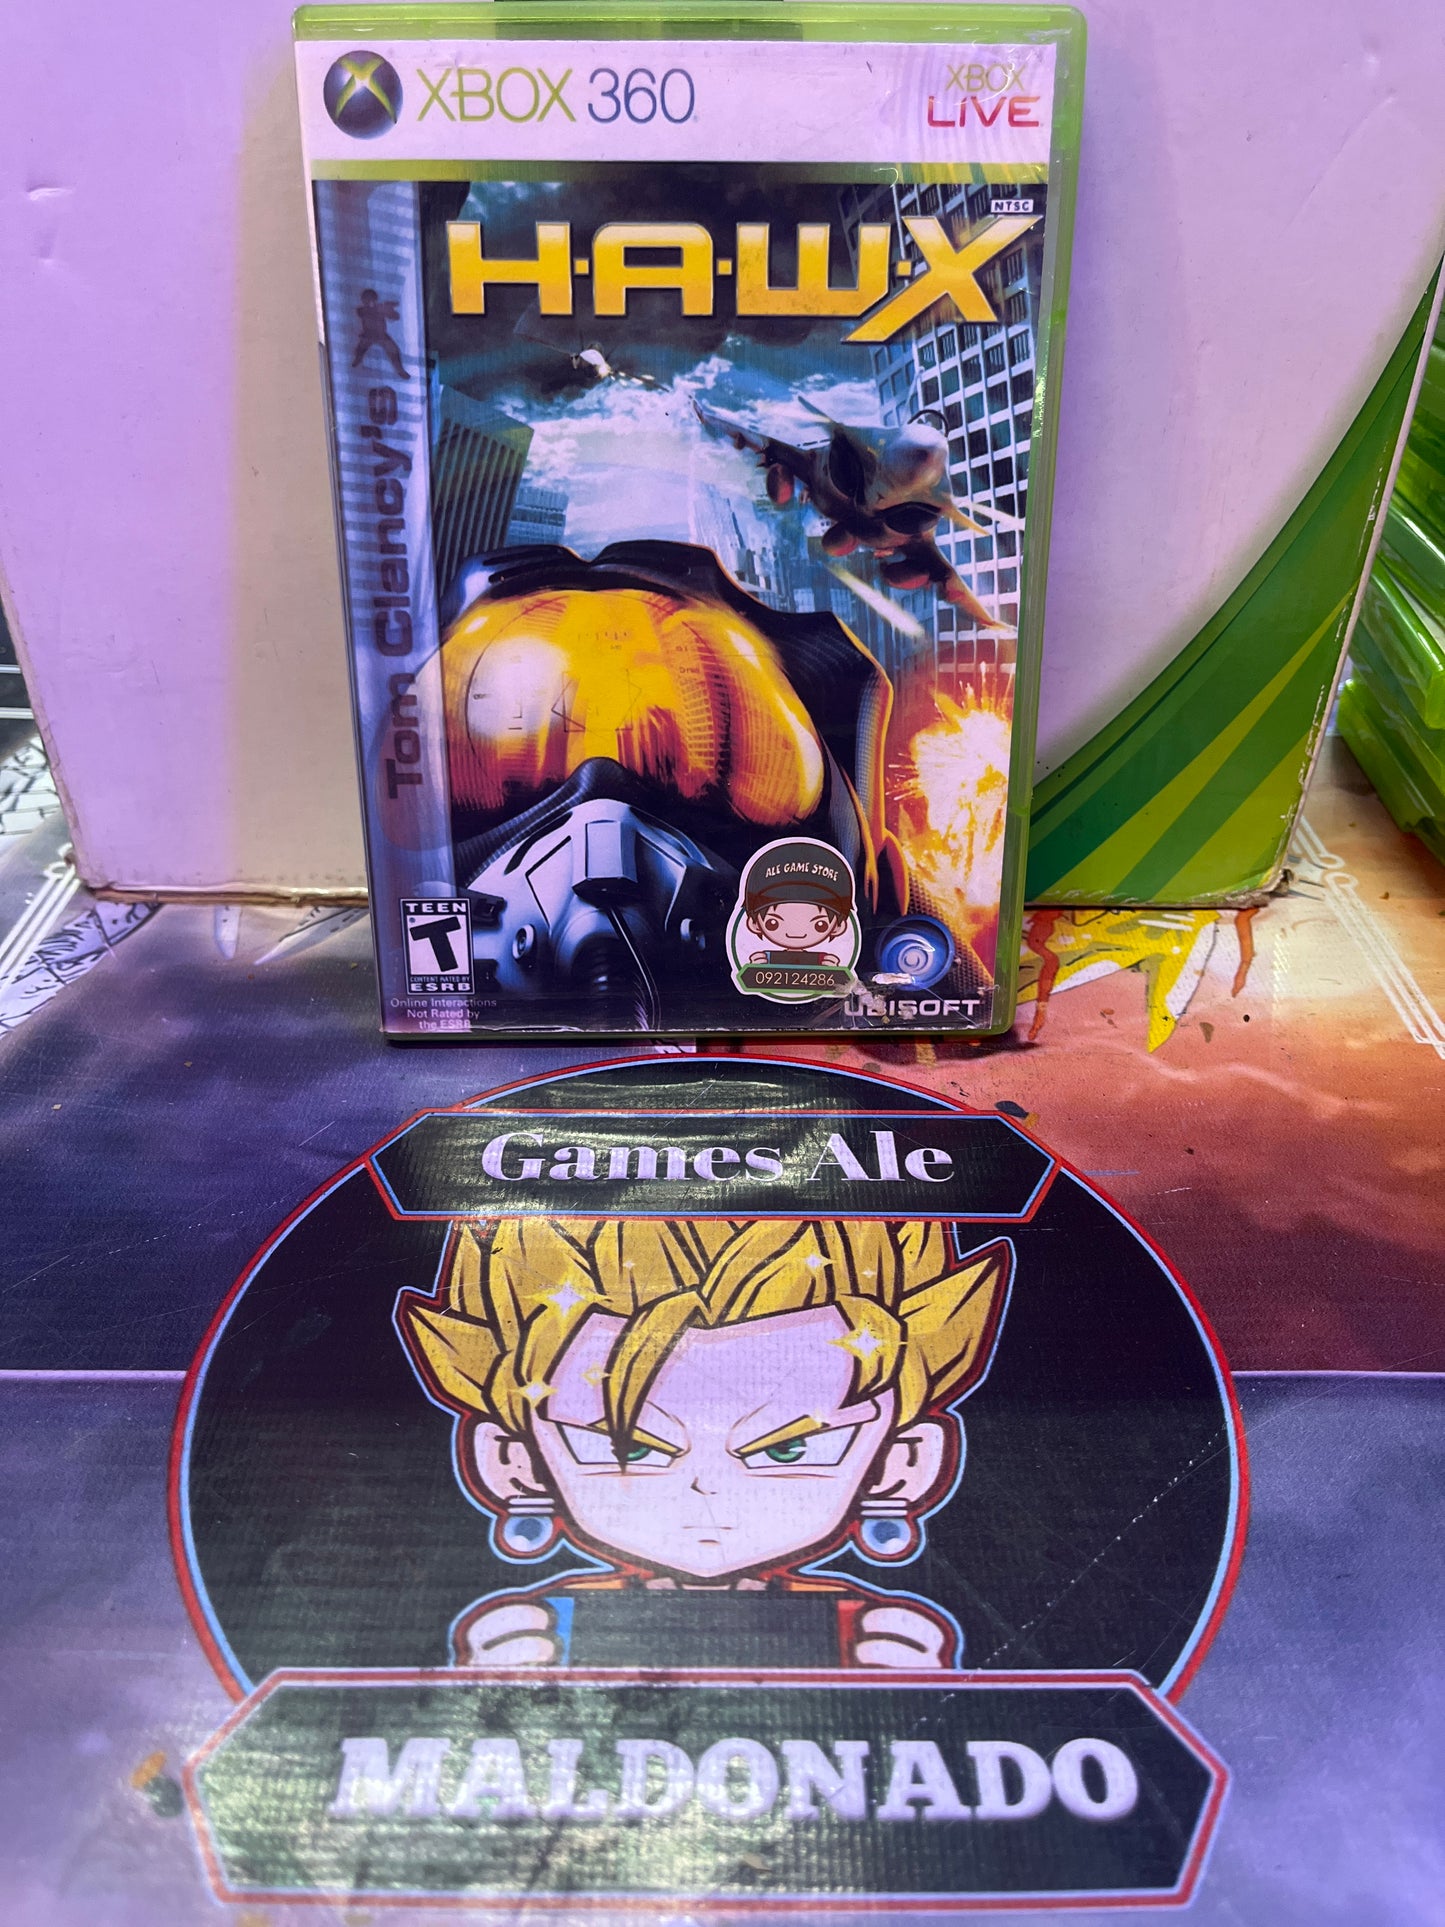 XBOX 360
XBOX
LIVE
NTSC
H·A·W·X
Tom Clancy's
ALE GAME STORE
092124286
TEEN
T
CONTENT RATED BY
ESRB
Online Interactions
Not Rated by
the ESRB
UBISOFT
Games Ale
MALDONADO